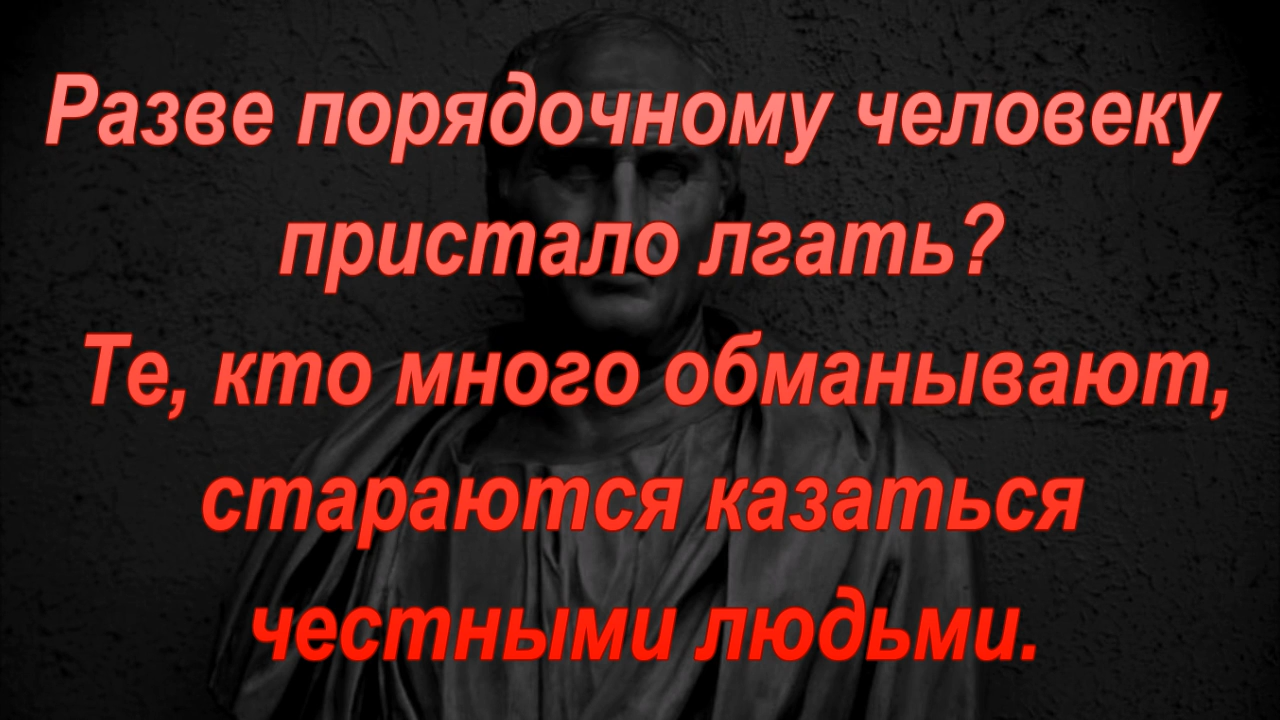 Разве порядочному человеку
пристало лгать?
Те, кто много обманывают,
стараются казаться
честными людьми.